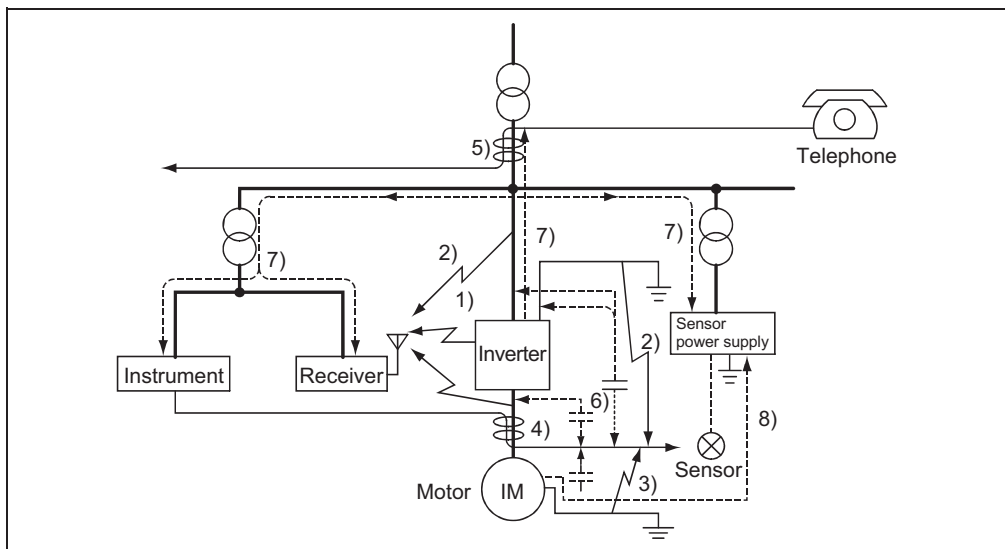 5)
Telephone
7)
2)
7)
7)
1)
Sensor
power supply
Inverter
2)
Instrument
Receiver
6)
8)
4)
Sensor
3)
Motor
IM